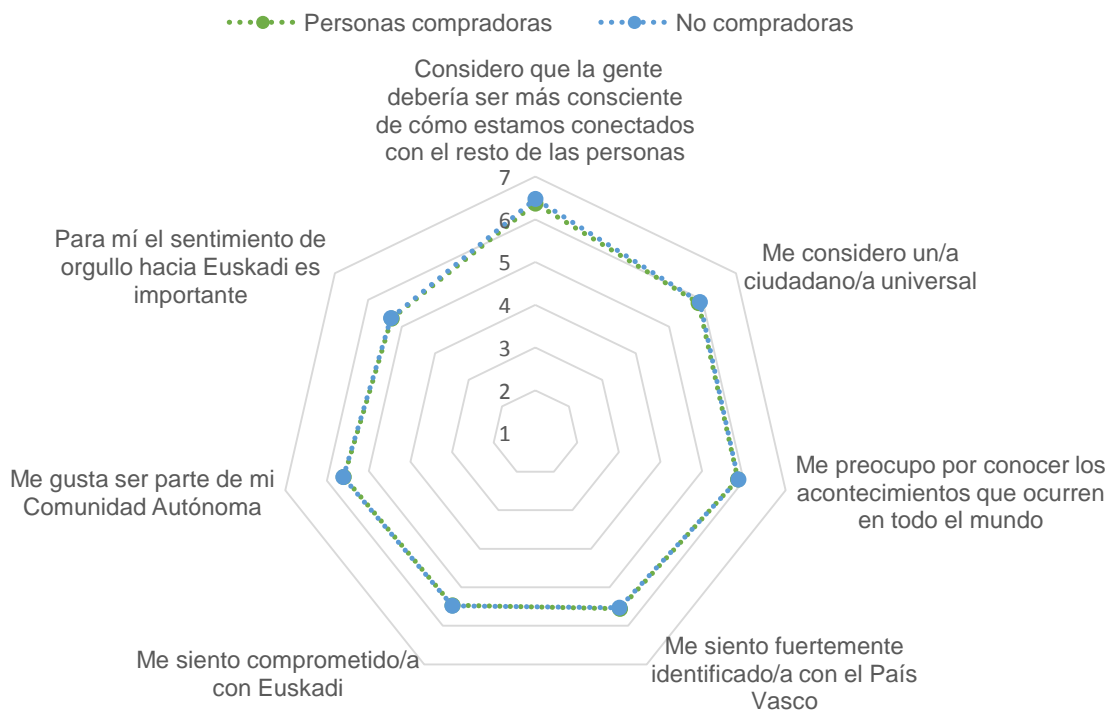 Personas compradoras
No compradoras
Considero que la gente
debería ser más consciente
de cómo estamos conectados
con el resto de las personas
7
6
5
4
3
2
1
Me considero un/a
ciudadano/a universal
Me preocupo por conocer los
acontecimientos que ocurren
en todo el mundo
Me siento fuertemente
identificado/a con el País
Vasco
Me siento comprometido/a
con Euskadi
Me gusta ser parte de mi
Comunidad Autónoma
Para mí el sentimiento de
orgullo hacia Euskadi es
importante